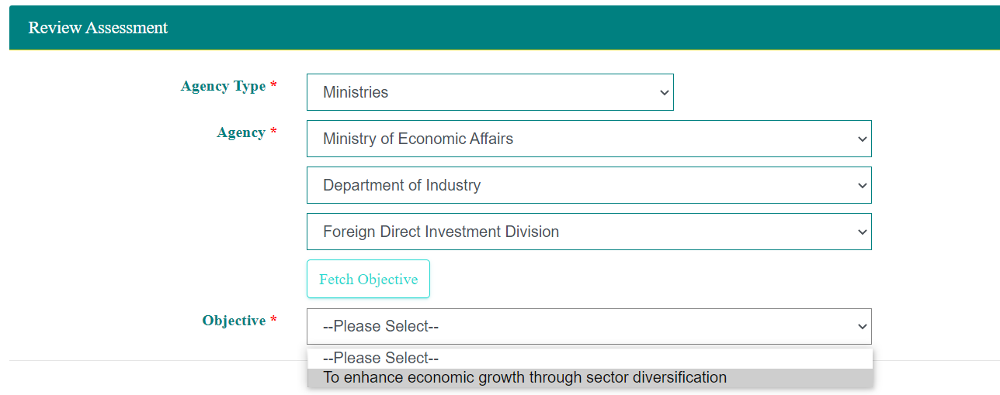 Review Assessment
Agency Type *
Ministries
Agency *
Ministry of Economic Affairs
Department of Industry
Foreign Direct Investment Division
Fetch Objective
Objective *
--Please Select--
--Please Select--
To enhance economic growth through sector diversification